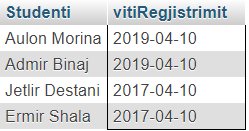 Studenti vitiRegjistrimit
Aulon Morina 2019-04-10
Admir Binaj 2019-04-10
Jetlir Destani 2017-04-10
Ermir Shala 2017-04-10